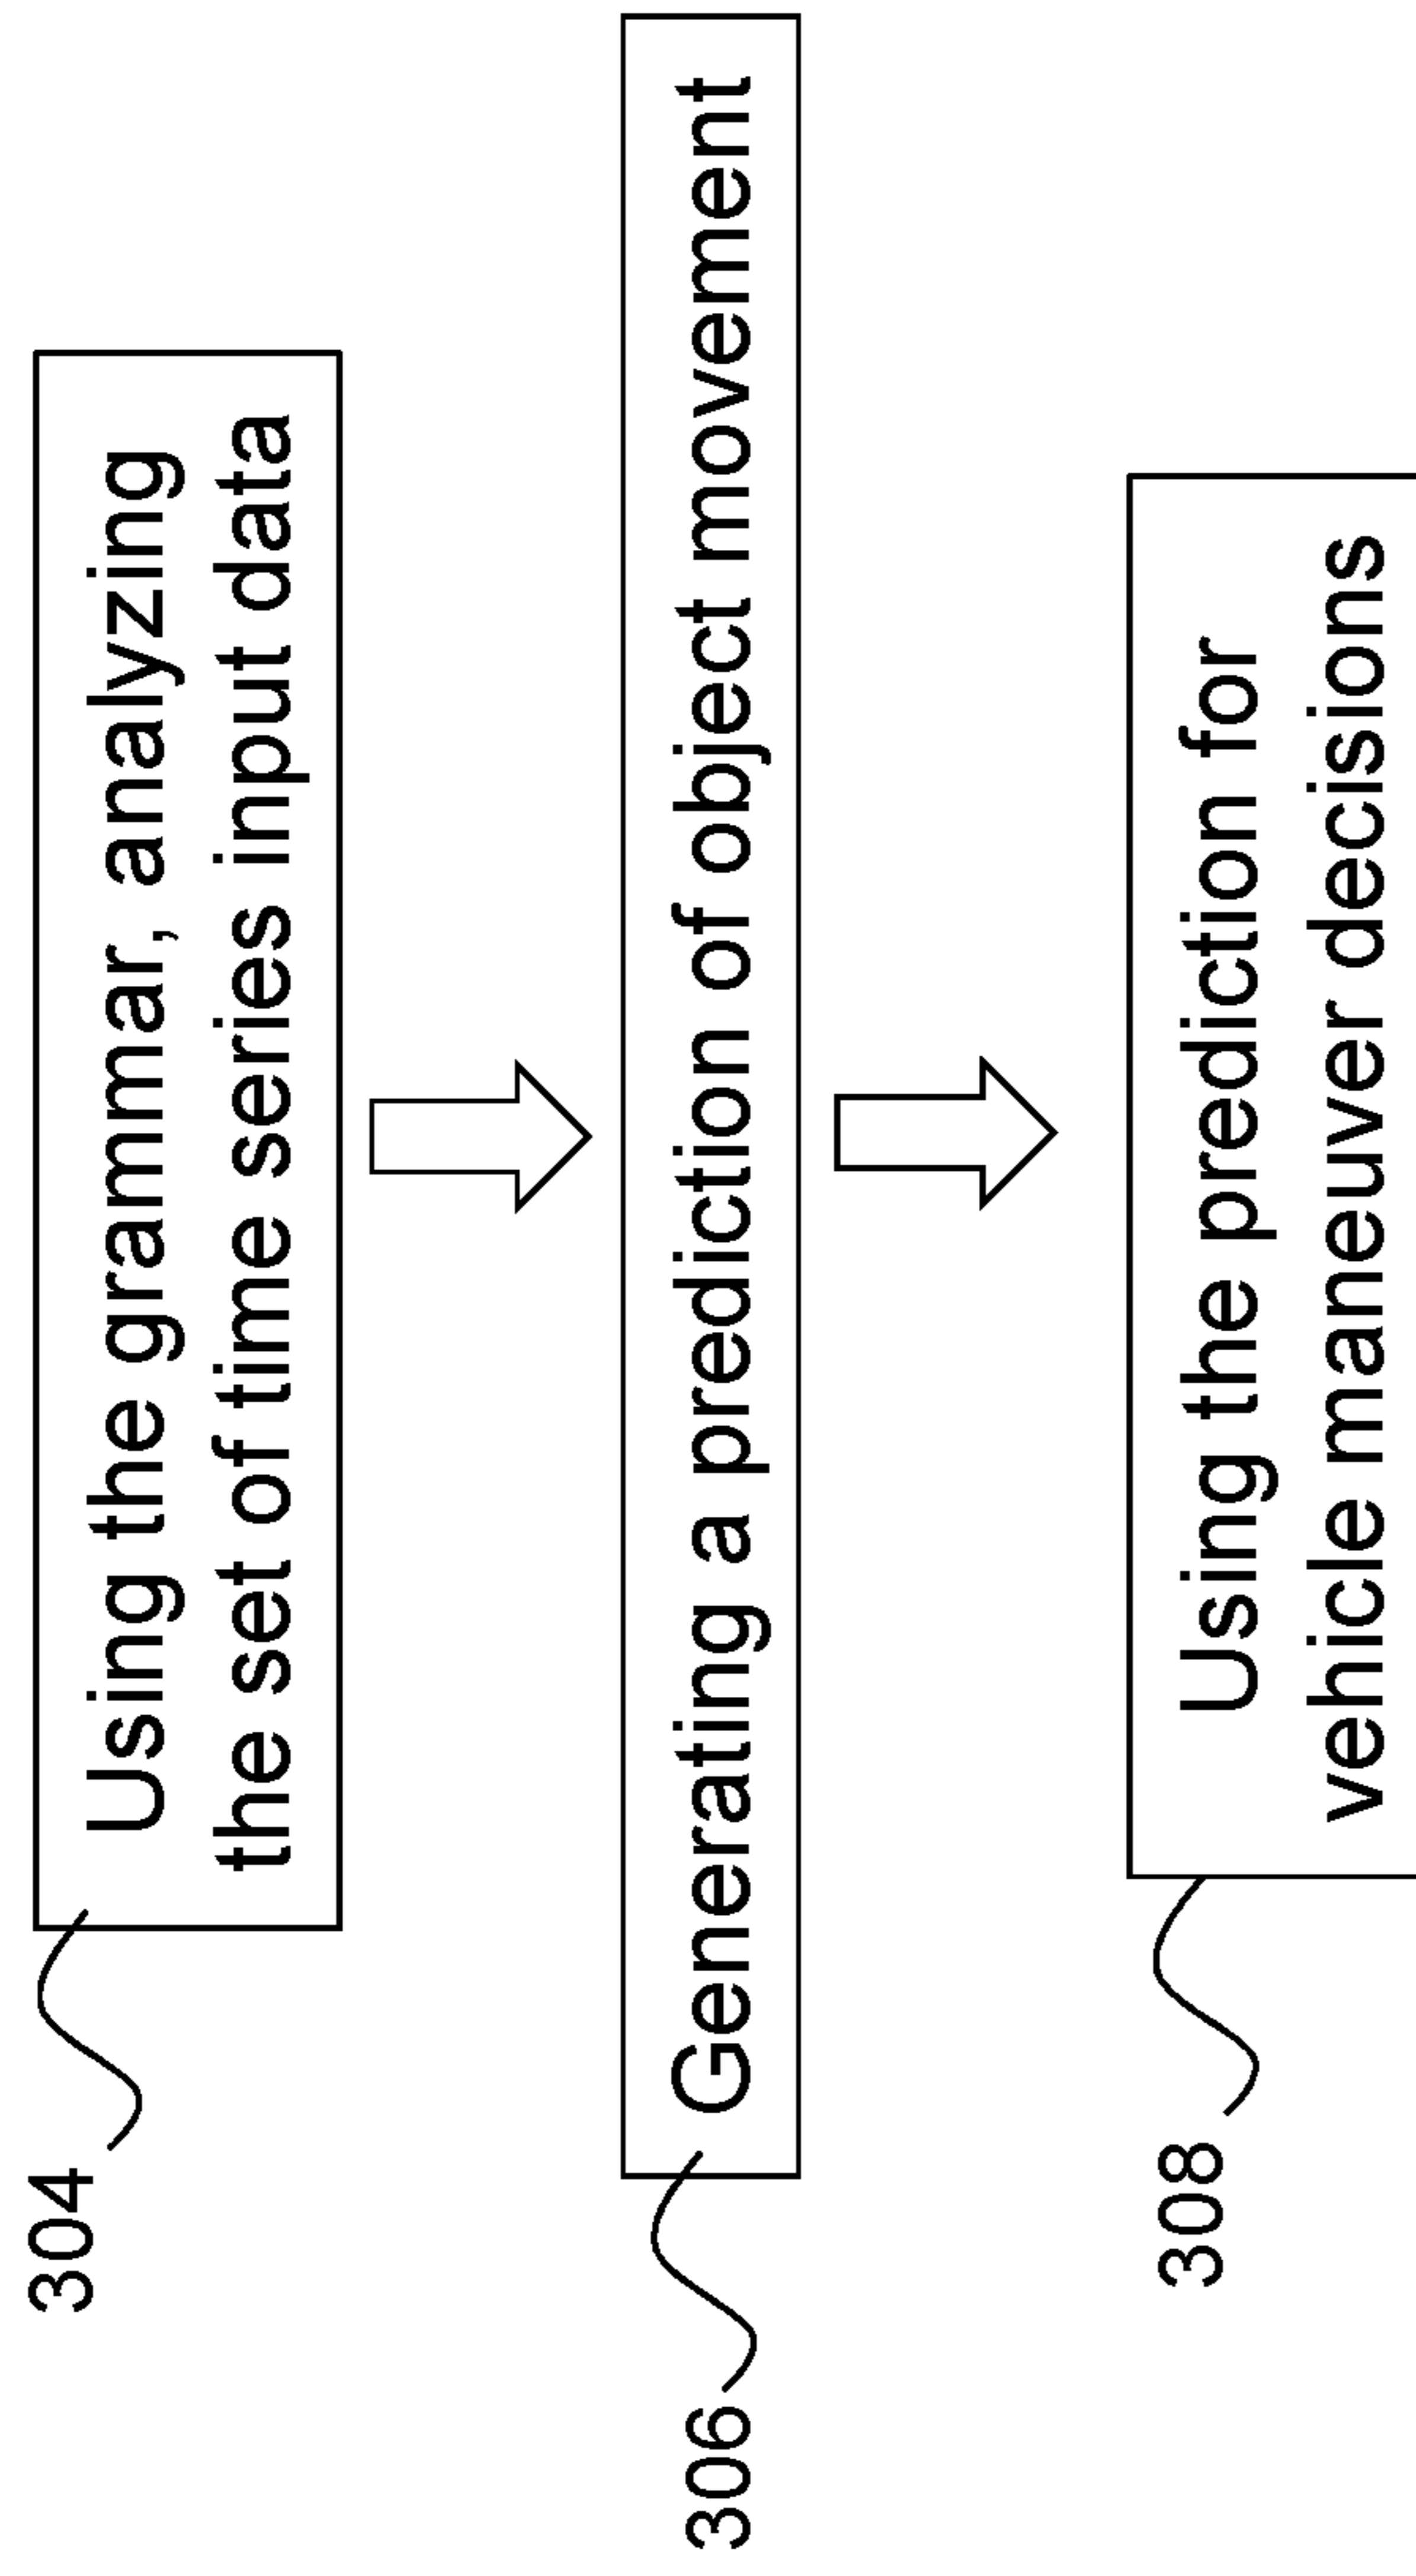 304
Using the grammar, analyzing
the set of time series input data
306
Generating a prediction of object movement
308
Using the prediction for
vehicle maneuver decisions